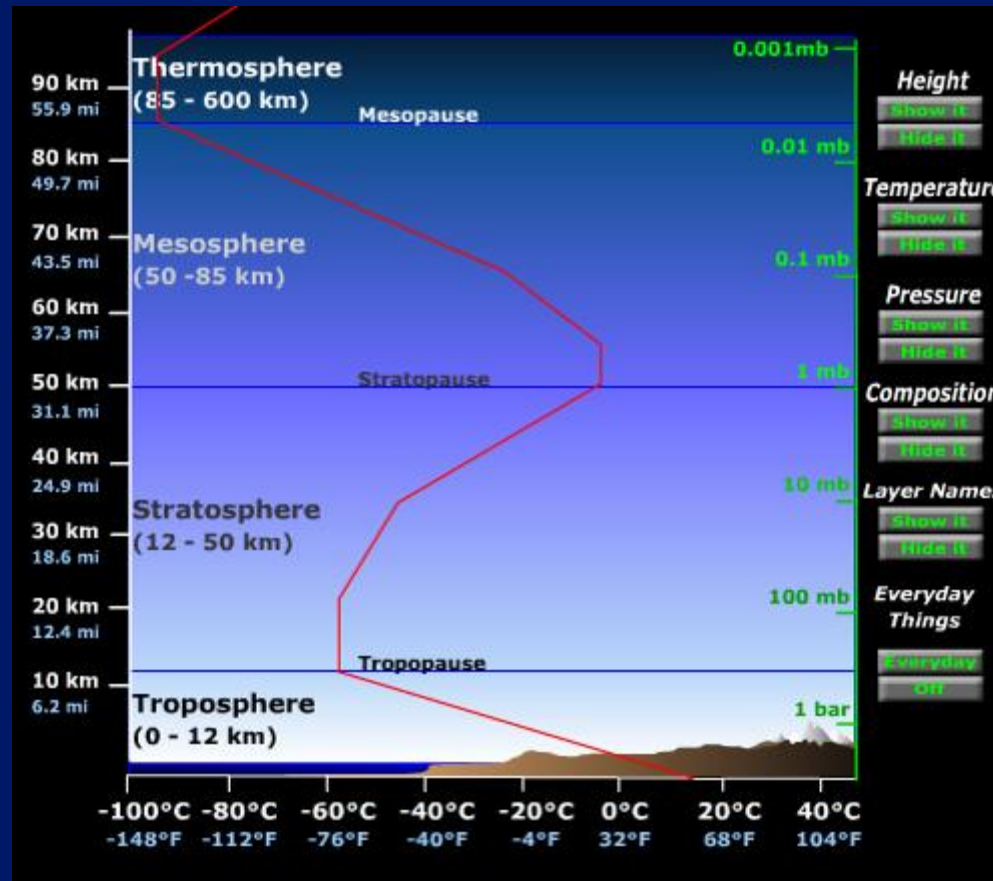 90 km
55.9 mi
80 km
49.7 mi
70 km
43.5 mi
60 km
37.3 mi
50 km
31.1 mi
40 km
24.9 mi
30 km
18.6 mi
20 km
12.4 mi
10 km
6.2 mi
Thermosphere
(85 - 600 km)
Mesopause
Mesosphere
(50 -85 km)
Stratopause
Stratosphere
(12 - 50 km)
Tropopause
Troposphere
(0 - 12 km)
0.001mb
0.01 mb
0.1 mb
1 mb
10 mb
100 mb
1 bar
-100°C -80°C -60°C -40°C -20°C 0°C 20°C 40°C
-148°F -112°F -76°F -40°F -4°F 32°F 68°F 104°F
Height
Show it
Hide it
Temperature
Show it
Hide it
Pressure
Show it
Hide it
Composition
Show it
Hide it
Layer Name
Show it
Hide it
Everyday
Things
Everyday
Off